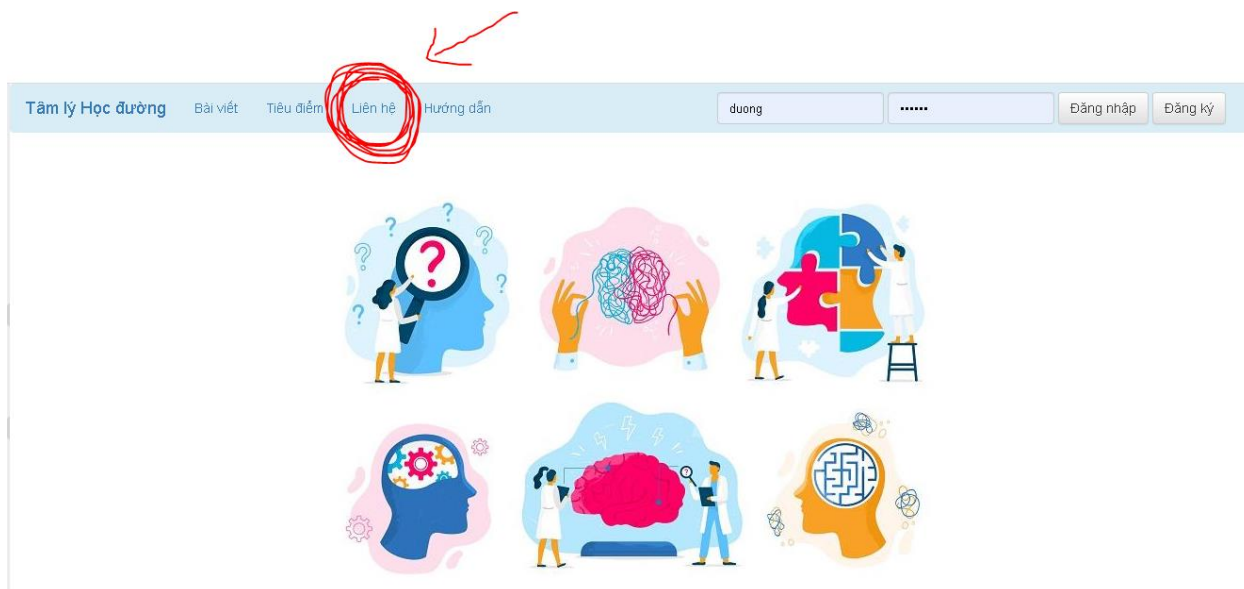 Tâm lý Học đường Bài viết Tiêu điểm Liên hệ Hướng dẫn duong •••••• Đăng nhập Đăng ký